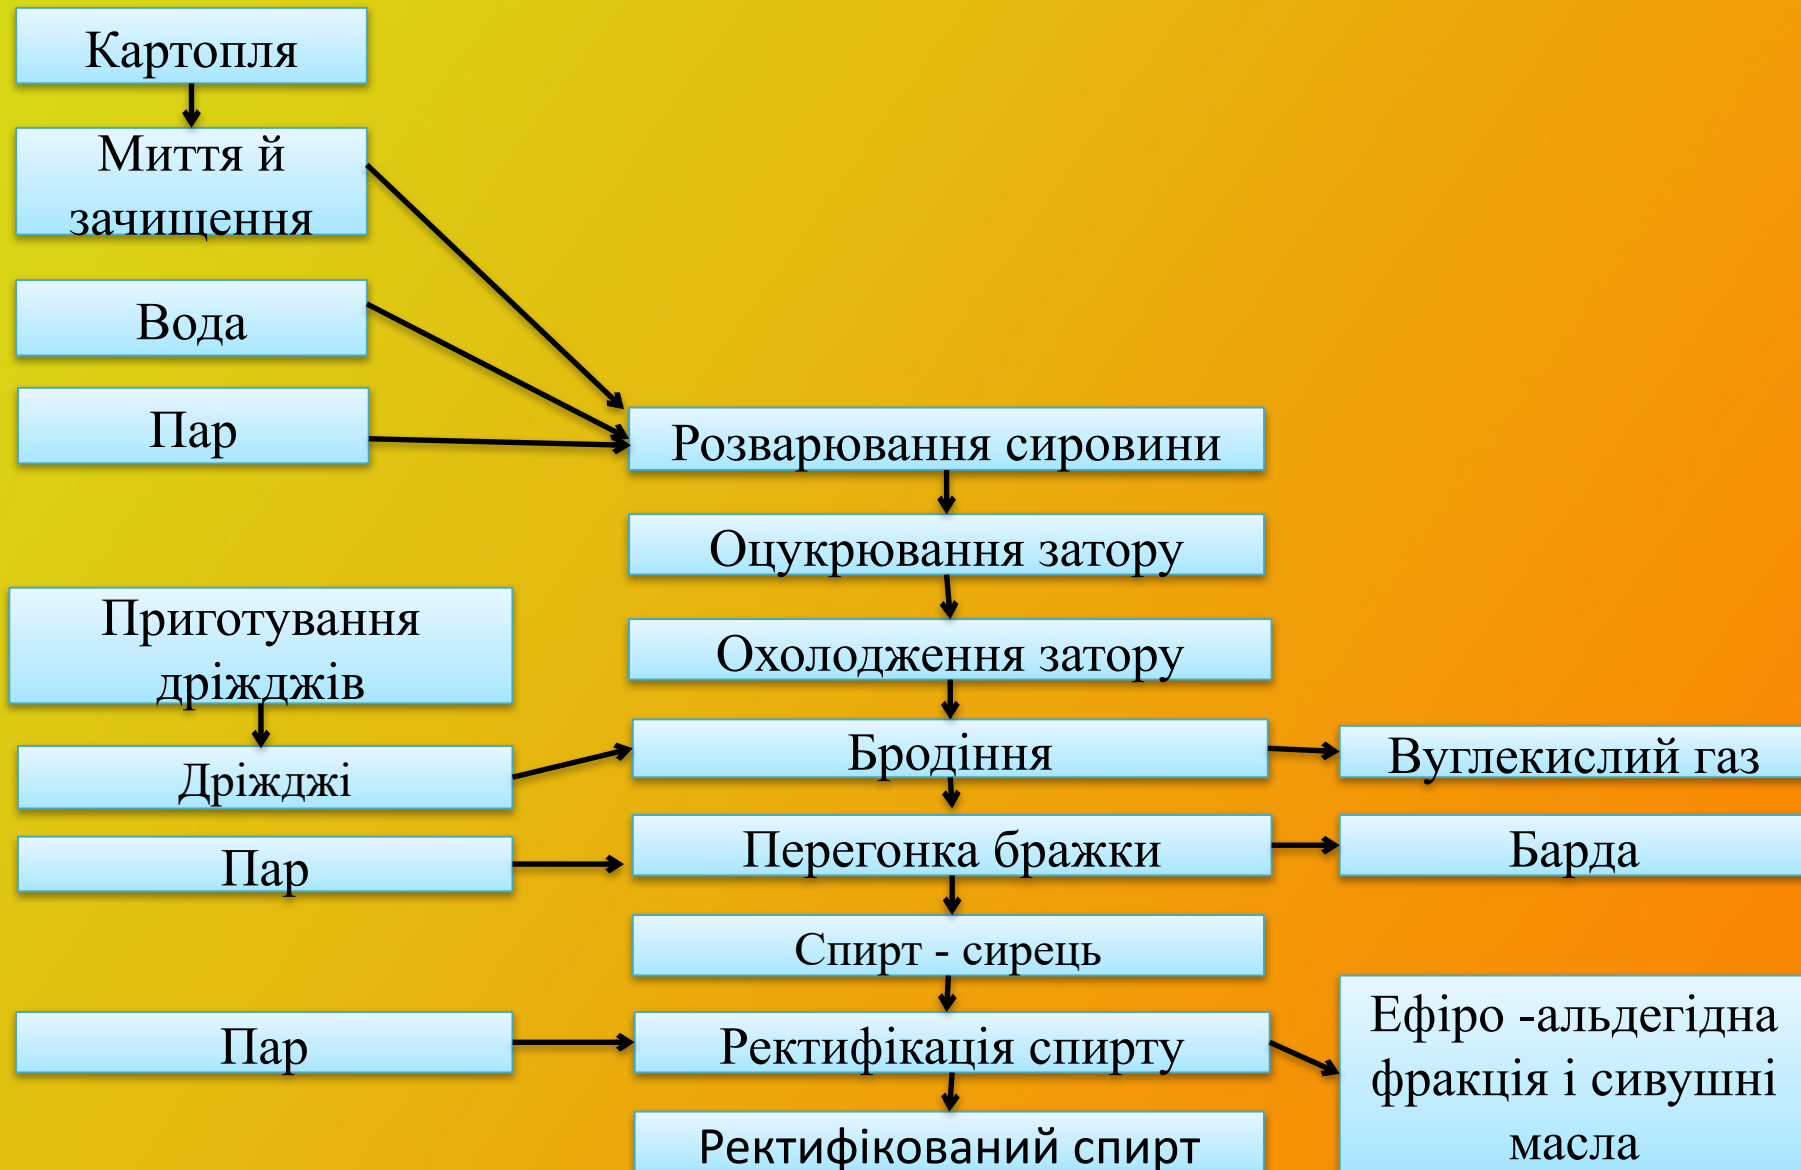 Картопля
Миття й
зачищення
Вода
Пар
Розварювання сировини
Оцукрювання затору
Приготування
дріжджів
Охолодження затору
Дріжджі
Бродіння
Вуглекислий газ
Пар
Перегонка бражки
Барда
Спирт - сирець
Пар
Ректифікація спирту
Ефіро -альдегідна
фракція і сивушні
масла
Ректифікований спирт